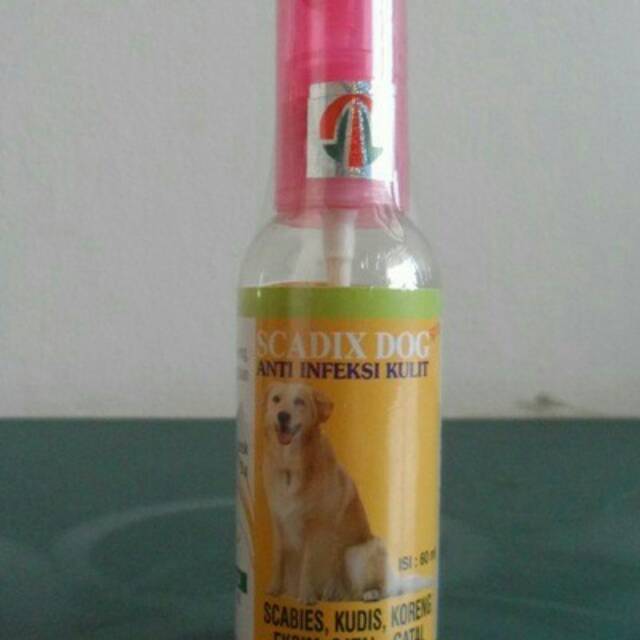 SCADIX DOG
ANTI INFEKSI KULIT
ISI : 60 ml
SCABIES, KUDIS, KORENG